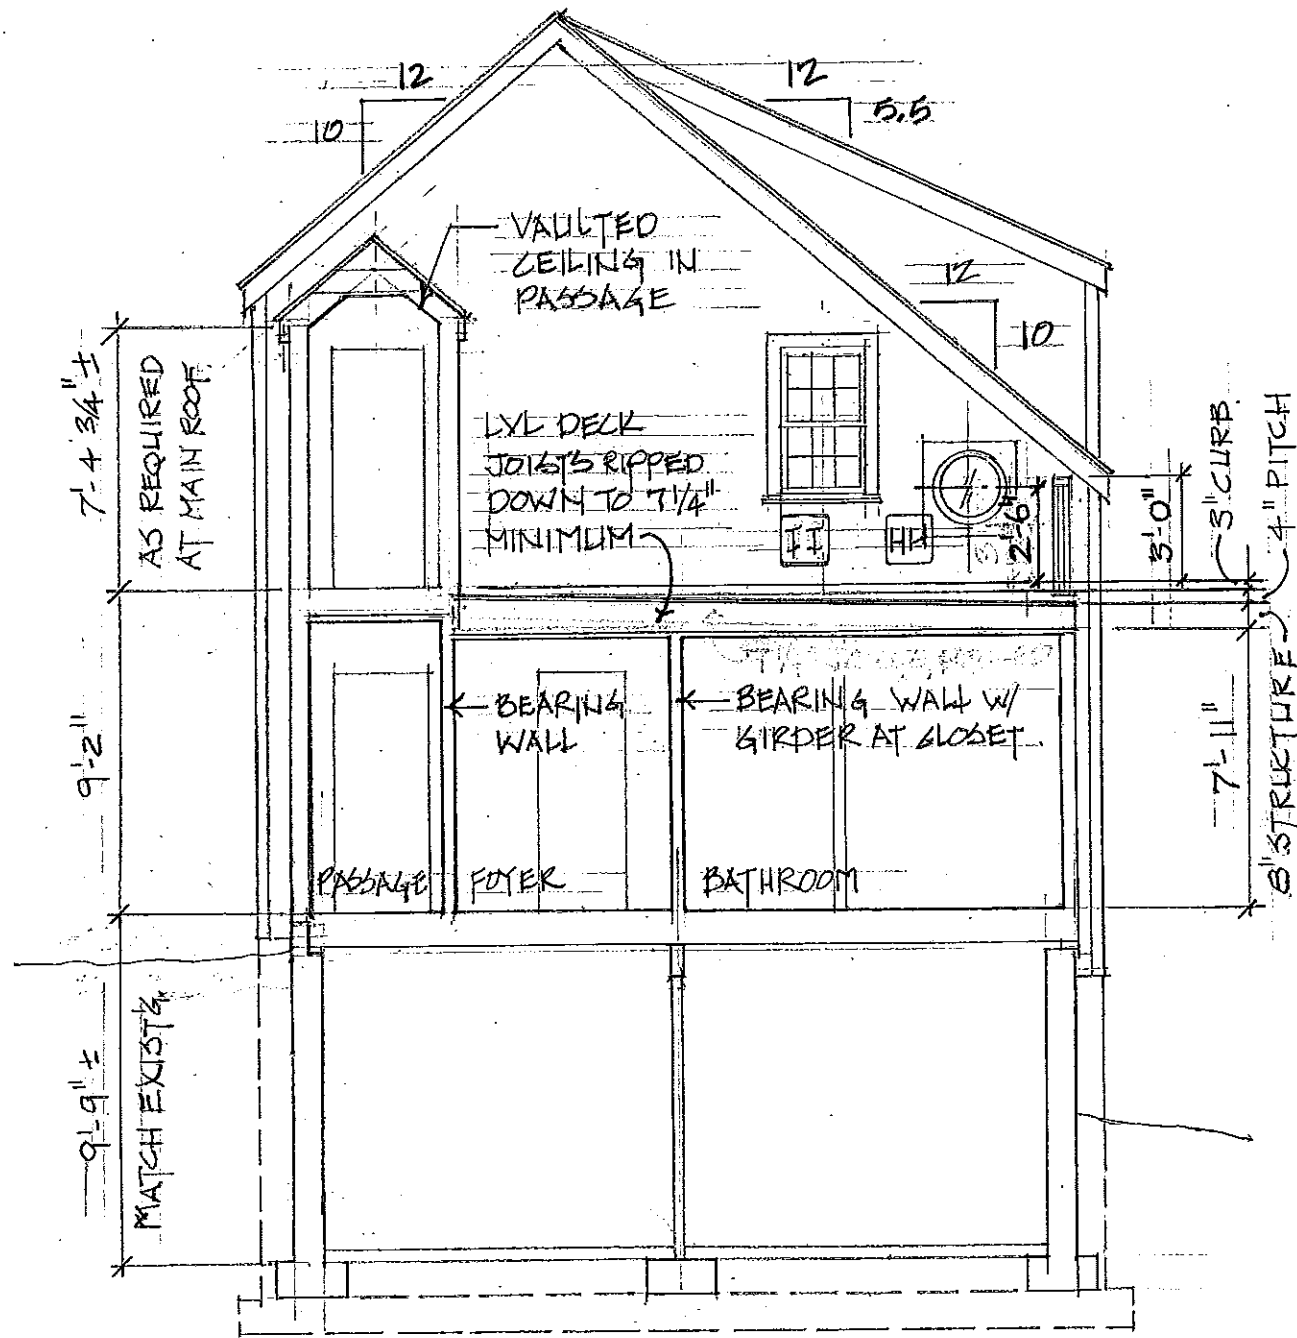 12
12
10
5.5
VAULTED
CEILING IN
PASSAGE
12
10
7'-4 3/4" ±
AS REQUIRED
AT MAIN ROOF
LVL DECK
JOISTS RIPPED
DOWN TO 7 1/4"
MINIMUM
II
HH
2'-6"
3'-0"
3" CURB
4" PITCH
8" STRUCTURE
9'-2"
BEARING
WALL
BEARING WALL W/
GIRDER AT CLOSET
7'-11"
PASSAGE
FOYER
BATHROOM
9'-9" ±
MATCH EXIST'G.